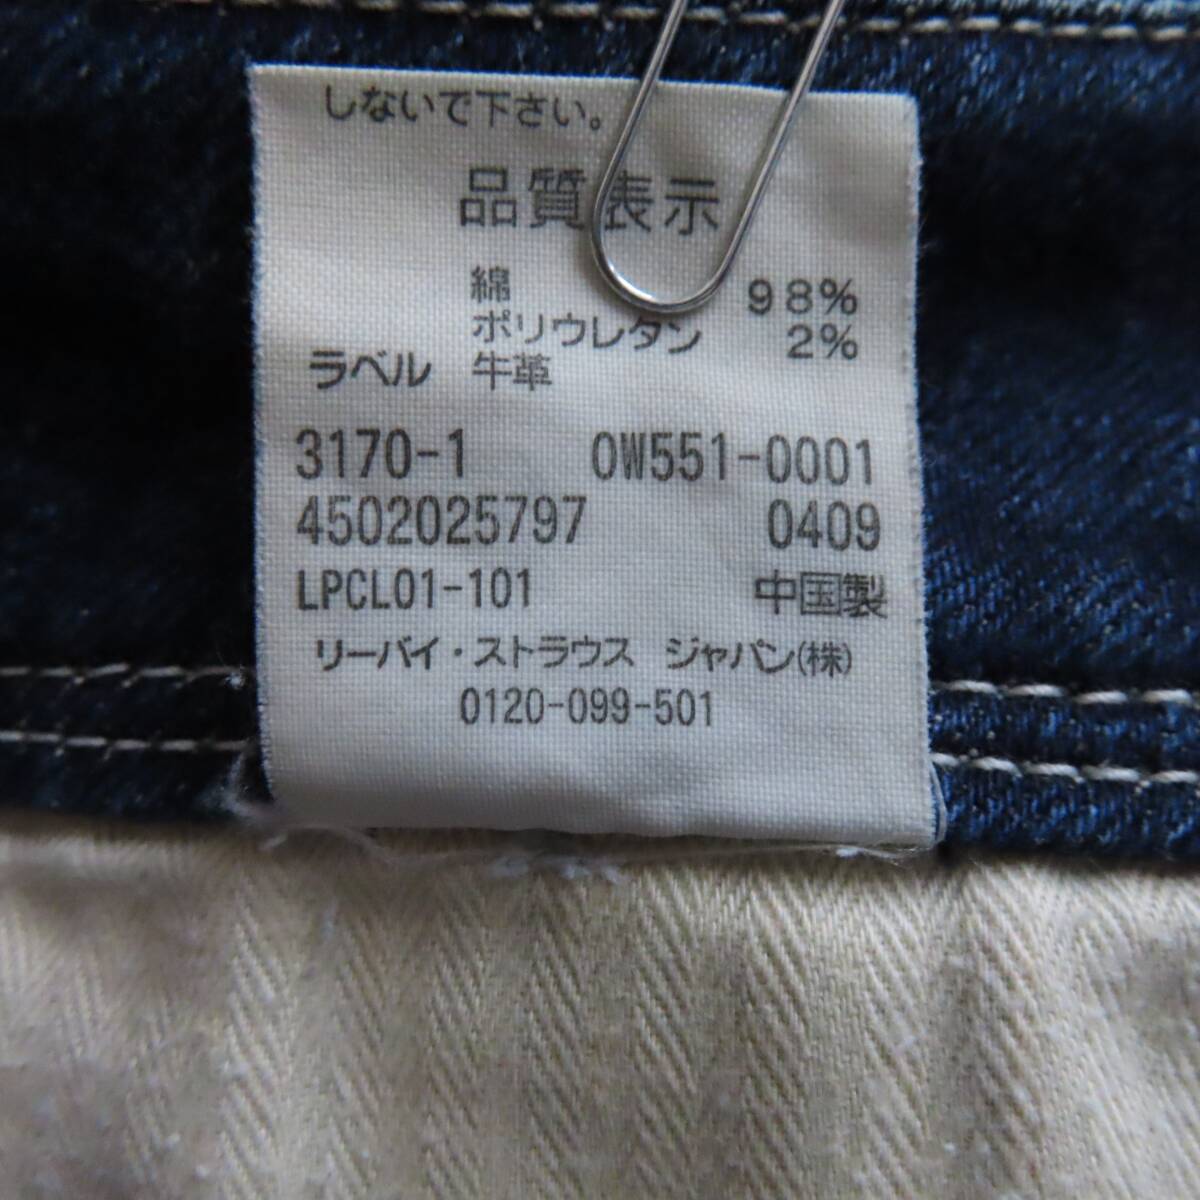 しないで下さい。
品質表示
綿 98%
ポリウレタン 2%
ラベル 牛革
3170-1 0W551-0001
4502025797 0409
LPCL01-101 中国製
リーバイ・ストラウス ジャパン(株)
0120-099-501